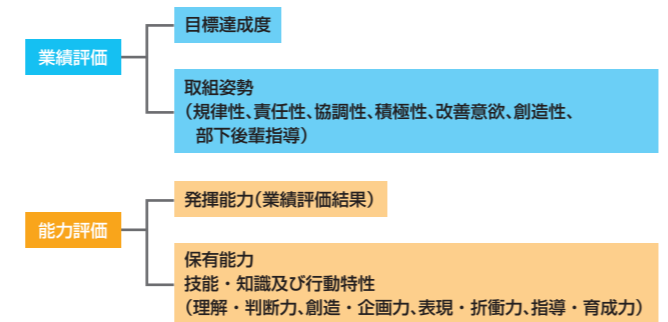 業績評価
目標達成度
取組姿勢
（規律性、責任性、協調性、積極性、改善意欲、創造性、
部下後輩指導）
能力評価
発揮能力（業績評価結果）
保有能力
技能・知識及び行動特性
（理解・判断力、創造・企画力、表現・折衝力、指導・育成力）